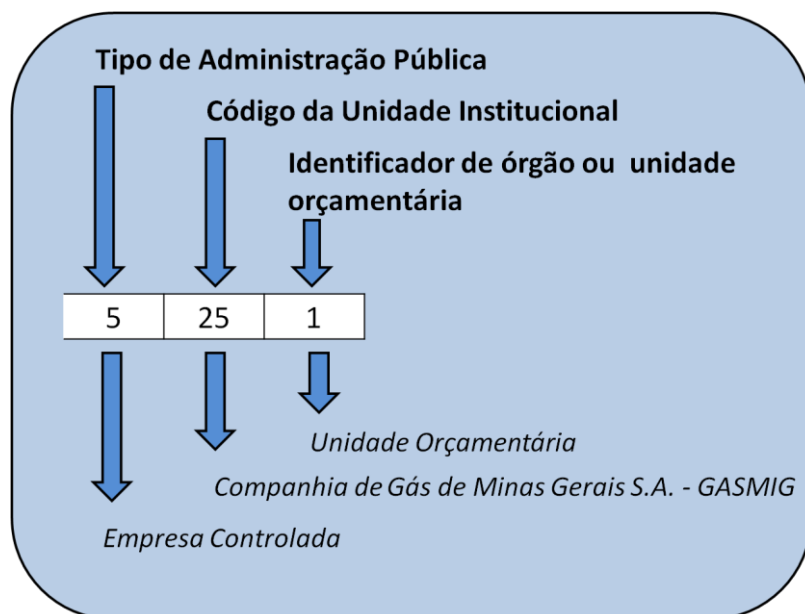 Tipo de Administração Pública
Código da Unidade Institucional
Identificador de órgão ou unidade
orçamentária
5 25 1
Unidade Orçamentária
Companhia de Gás de Minas Gerais S.A. - GASMIG
Empresa Controlada